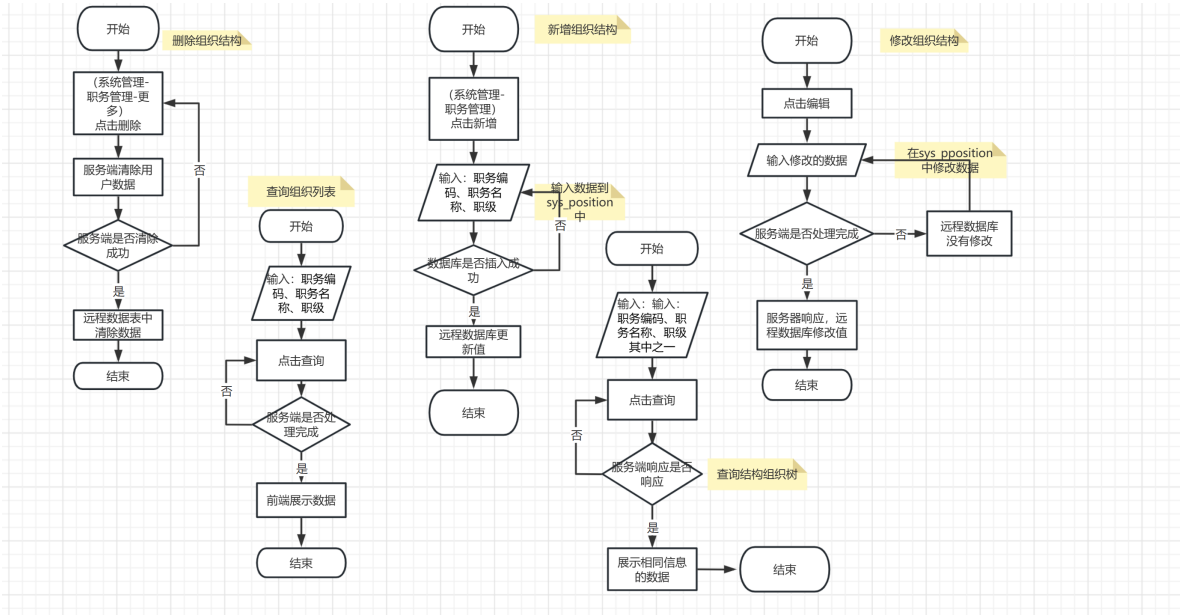 开始
删除组织结构
（系统管理-
职务管理-更
多）
点击删除
服务端清除用
户数据
否
服务端是否清除
成功
是
远程数据表中
清除数据
结束
查询组织列表
开始
输入：职务编
码、职务名
称、职级
点击查询
否
服务端是否处
理完成
是
前端展示数据
结束
开始
新增组织结构
（系统管理-
职务管理）
点击新增
输入：职务编
码、职务名
称、职级
输入数据到
sys_position
中
否
数据库是否插入成
功
是
远程数据库更
新值
结束
开始
输入：输入：
职务编码、职
务名称、职级
其中之一
点击查询
否
服务端响应是否
响应
查询结构组织树
是
展示相同信息
的数据
结束
开始
修改组织结构
点击编辑
输入修改的数据
在sys_pposition
中修改数据
服务端是否处理完成
否
远程数据库
没有修改
是
服务器响应，远
程数据库修改值
结束